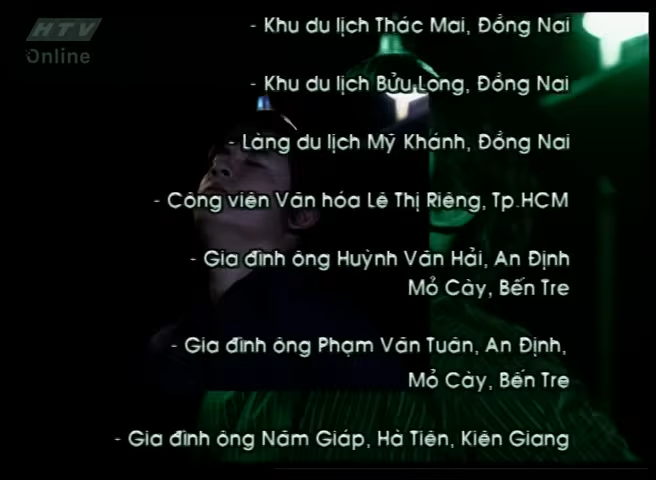 HTV
Online
- Khu du lịch Thác Mai, Đồng Nai
- Khu du lịch Bửu Long, Đồng Nai
- Làng du lịch Mỹ Khánh, Đồng Nai
- Công viên Văn hóa Lê Thị Riêng, Tp.HCM
- Gia đình ông Huỳnh Văn Hải, An Định
Mỏ Cày, Bến Tre
- Gia đình ông Phạm Văn Tuân, An Định,
Mỏ Cày, Bến Tre
- Gia đình ông Năm Giáp, Hà Tiên, Kiên Giang